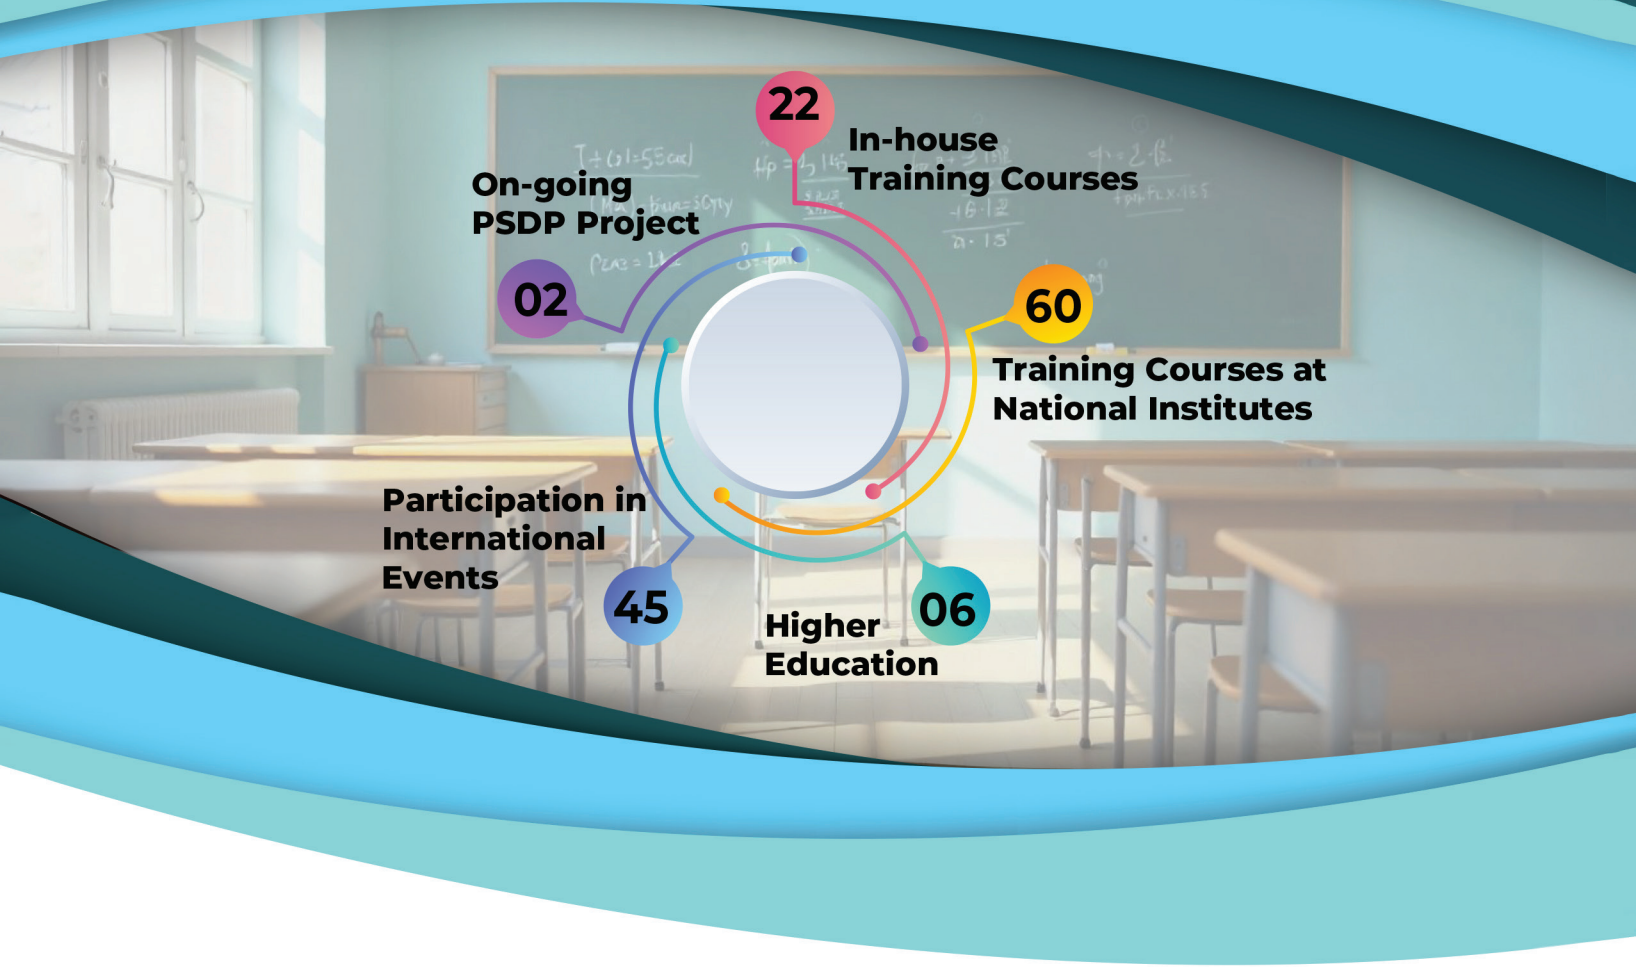 22
In-house
Training Courses
On-going
PSDP Project
02
60
Training Courses at
National Institutes
Participation in
International
Events
45
Higher
Education
06